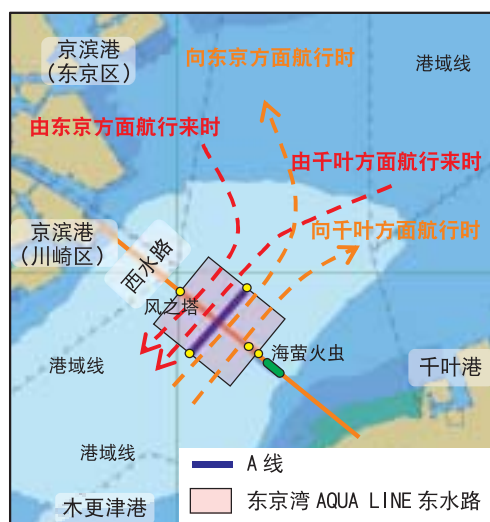 京滨港
（东京区）
向东京方面航行时
港域线
由东京方面航行来时
由千叶方面航行来时
京滨港
（川崎区）
西水路
向千叶方面航行时
风之塔
海萤火虫
港域线
千叶港
港域线
A 线
木更津港
东京湾 AQUA LINE 东水路